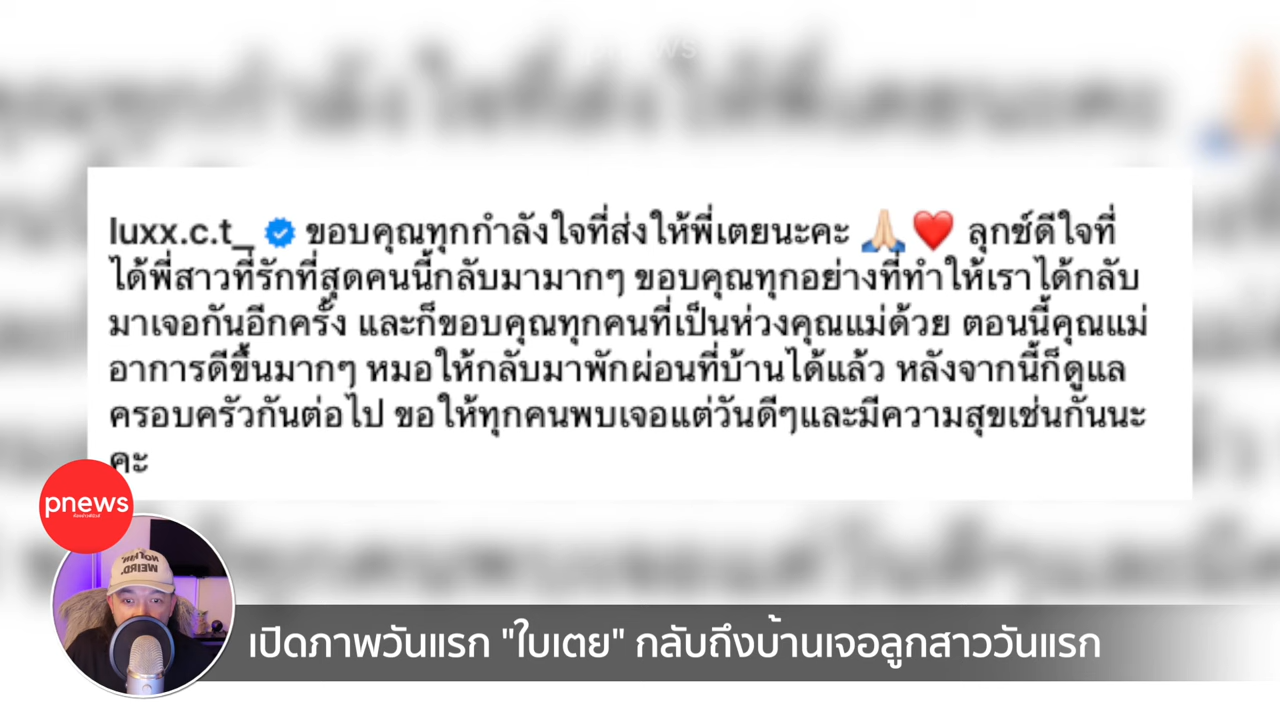 luxx.c.t_ ขอบคุณทุกกำลังใจที่ส่งให้พี่เตยนะคะ 🙏🏻❤️ ลุกซ์ดีใจที่
ได้พี่สาวที่รักที่สุดคนนี้กลับมามากๆ ขอบคุณทุกอย่างที่ทำให้เราได้กลับ
มาเจอกันอีกครั้ง และก็ขอบคุณทุกคนที่เป็นห่วงคุณแม่ด้วย ตอนนี้คุณแม่
อาการดีขึ้นมากๆ หมอให้กลับมาพักผ่อนที่บ้านได้แล้ว หลังจากนี้ก็ดูแล
ครอบครัวกันต่อไป ขอให้ทุกคนพบเจอแต่วันดีๆและมีความสุขเช่นกันนะ
คะ
pnews
เปิดภาพวันแรก "ใบเตย" กลับถึงบ้านเจอลูกสาววันแรก